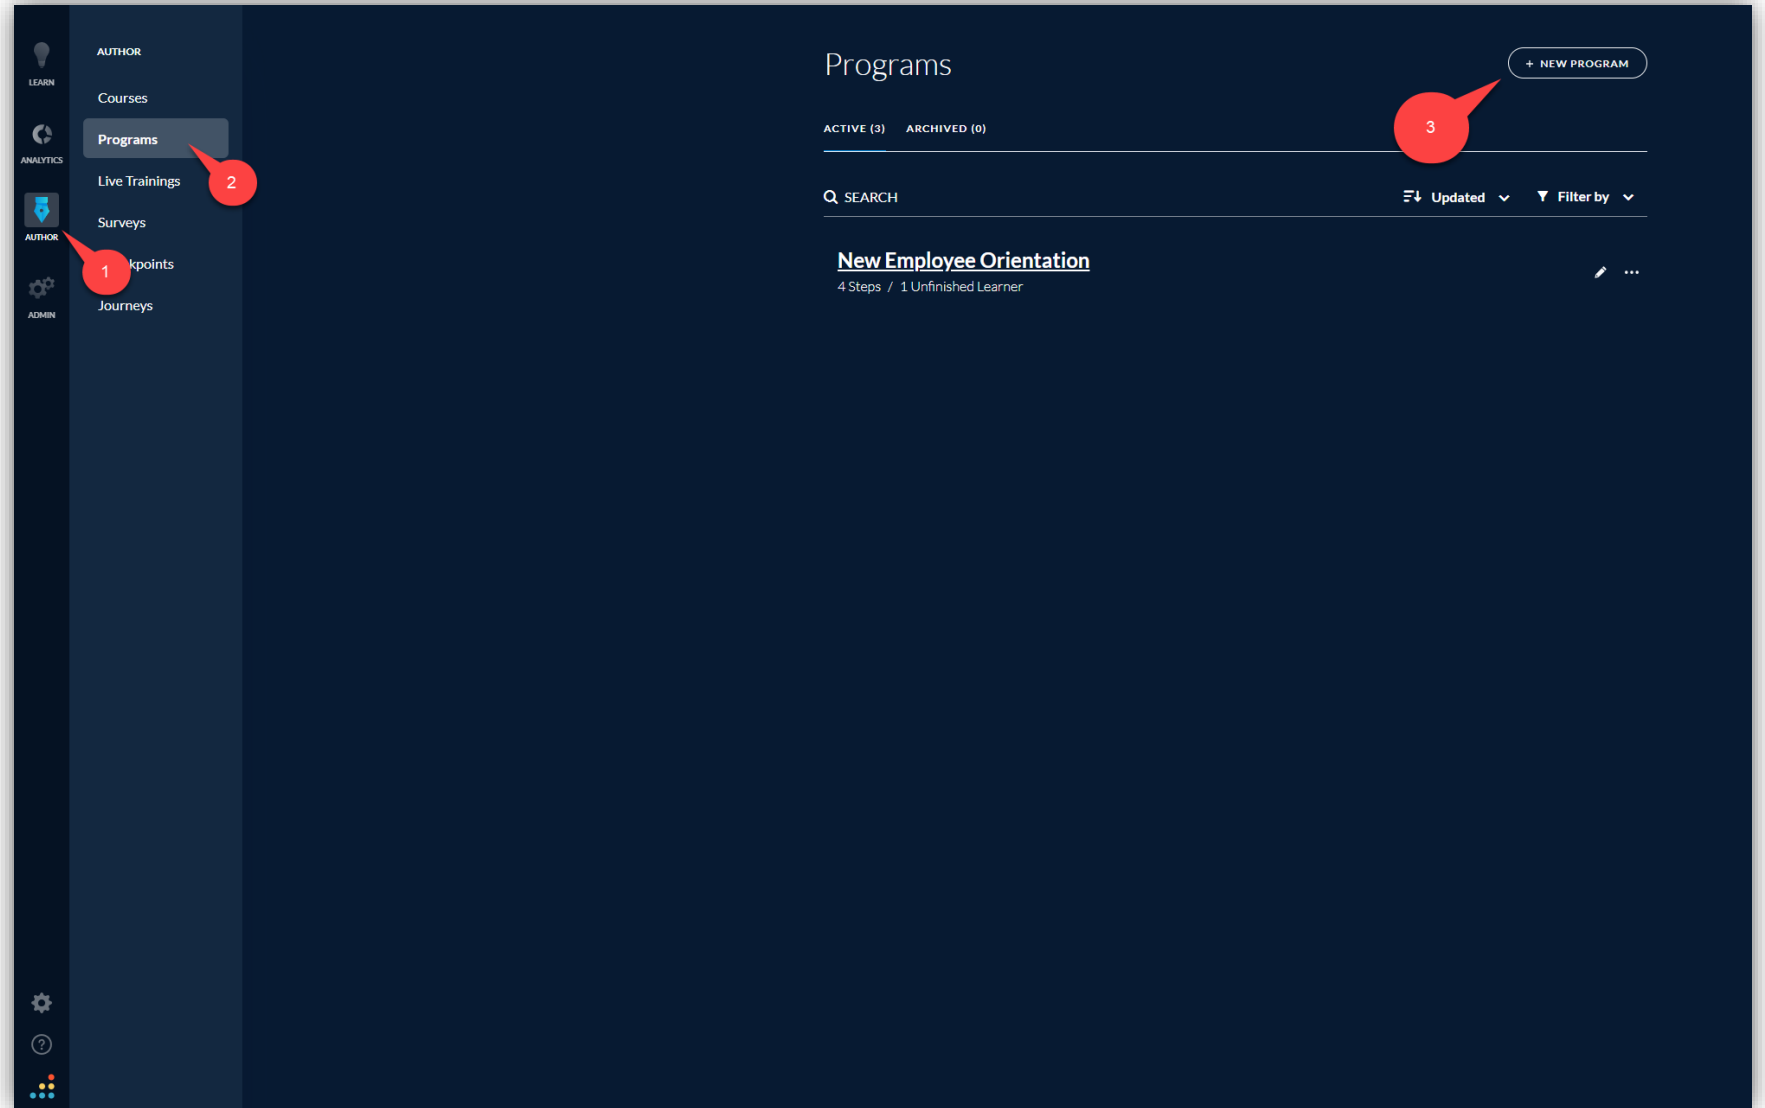 LEARN
ANALYTICS
AUTHOR
ADMIN
AUTHOR
Courses
Programs
Live Trainings
Surveys
kpoints
Journeys
1
2
3
Programs
+ NEW PROGRAM
ACTIVE (3) ARCHIVED (0)
SEARCH
Updated
Filter by
New Employee Orientation
4 Steps / 1 Unfinished Learner
?